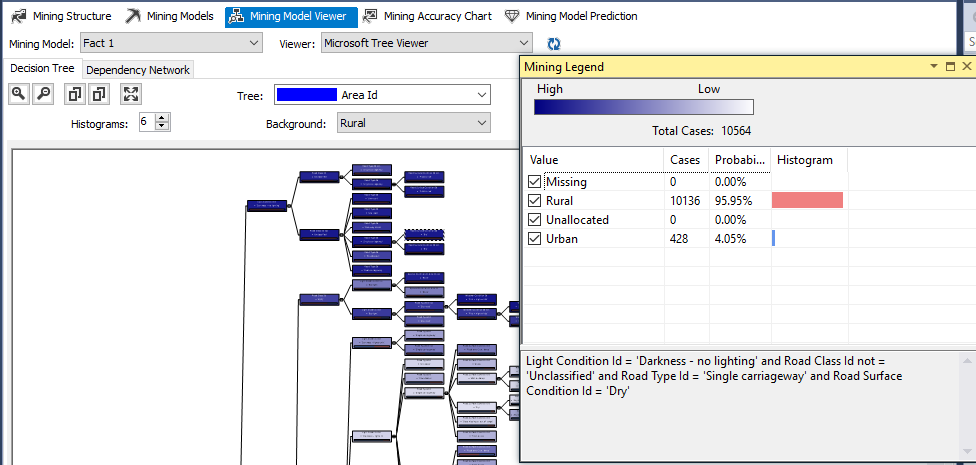 Mining Structure Mining Models Mining Model Viewer Mining Accuracy Chart Mining Model Prediction
Mining Model: Fact 1 Viewer: Microsoft Tree Viewer
Decision Tree Dependency Network
Tree: Area Id
Histograms: 6 Background: Rural
Mining Legend
High Low
Total Cases: 10564
Value Cases Probabi... Histogram
Missing 0 0.00%
Rural 10136 95.95%
Unallocated 0 0.00%
Urban 428 4.05%
Light Condition Id = 'Darkness - no lighting' and Road Class Id not =
'Unclassified' and Road Type Id = 'Single carriageway' and Road Surface
Condition Id = 'Dry'